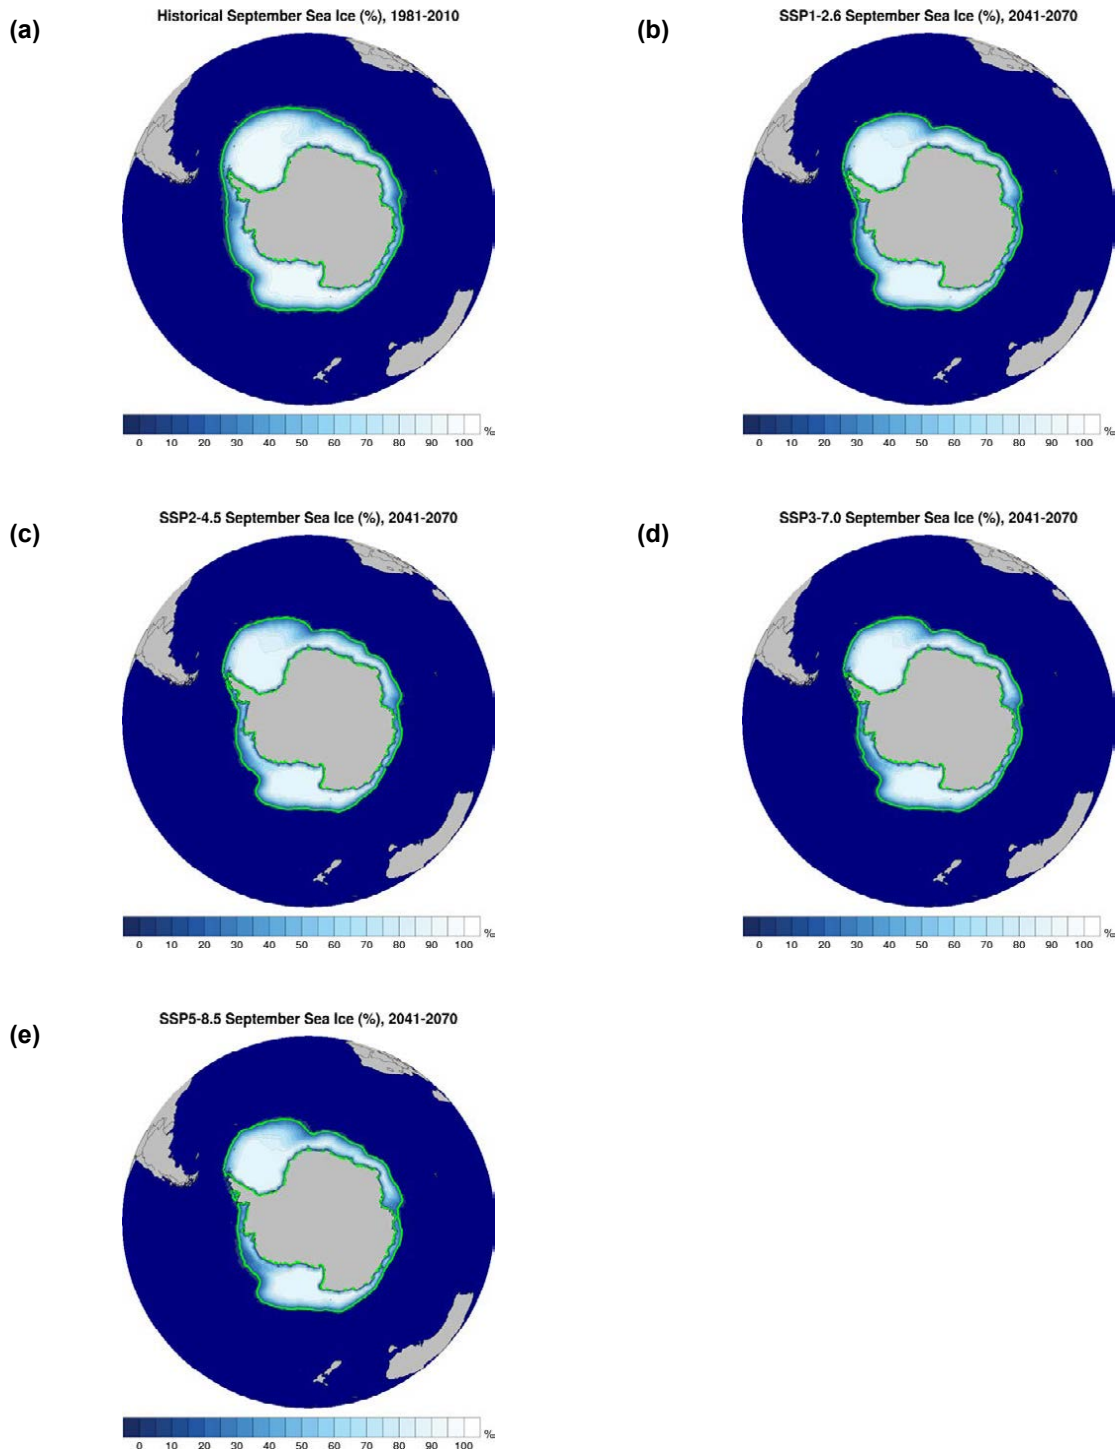 (a)
Historical September Sea Ice (%), 1981-2010
0 10 20 30 40 50 60 70 80 90 100 %
(b)
SSP1-2.6 September Sea Ice (%), 2041-2070
0 10 20 30 40 50 60 70 80 90 100 %
(c)
SSP2-4.5 September Sea Ice (%), 2041-2070
0 10 20 30 40 50 60 70 80 90 100 %
(d)
SSP3-7.0 September Sea Ice (%), 2041-2070
0 10 20 30 40 50 60 70 80 90 100 %
(e)
SSP5-8.5 September Sea Ice (%), 2041-2070
0 10 20 30 40 50 60 70 80 90 100 %